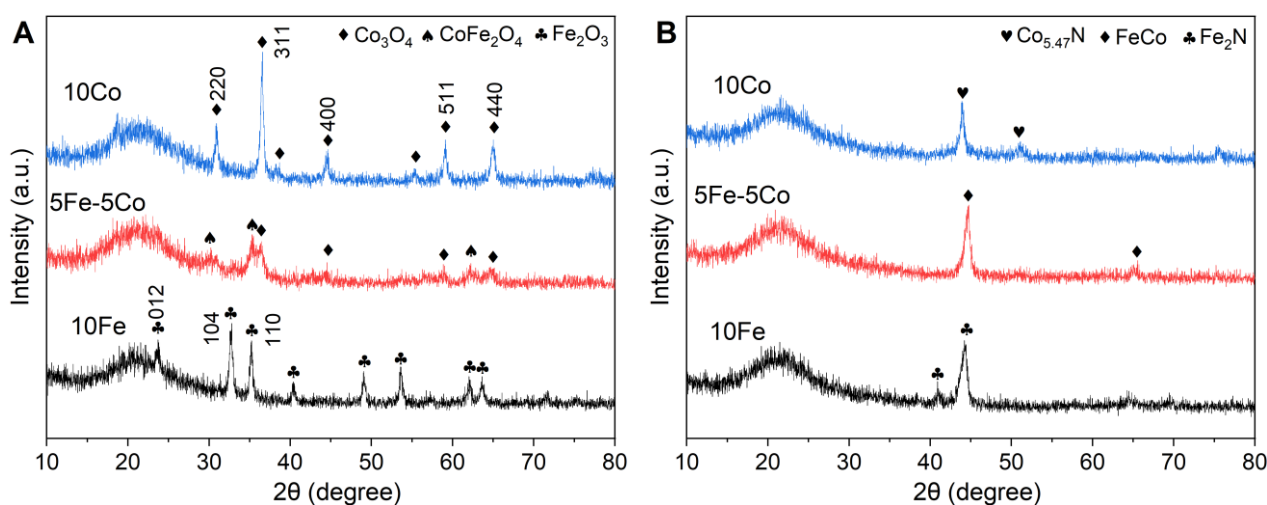 A
♦ Co₃O₄ ♠ CoFe₂O₄ ♣ Fe₂O₃
10Co
220
311
400
511
440
5Fe-5Co
10Fe
012
104
110
Intensity (a.u.)
10 20 30 40 50 60 70 80
2θ (degree)
B
♥ Co₅.₄₇N ♦ FeCo ♣ Fe₂N
10Co
5Fe-5Co
10Fe
Intensity (a.u.)
10 20 30 40 50 60 70 80
2θ (degree)